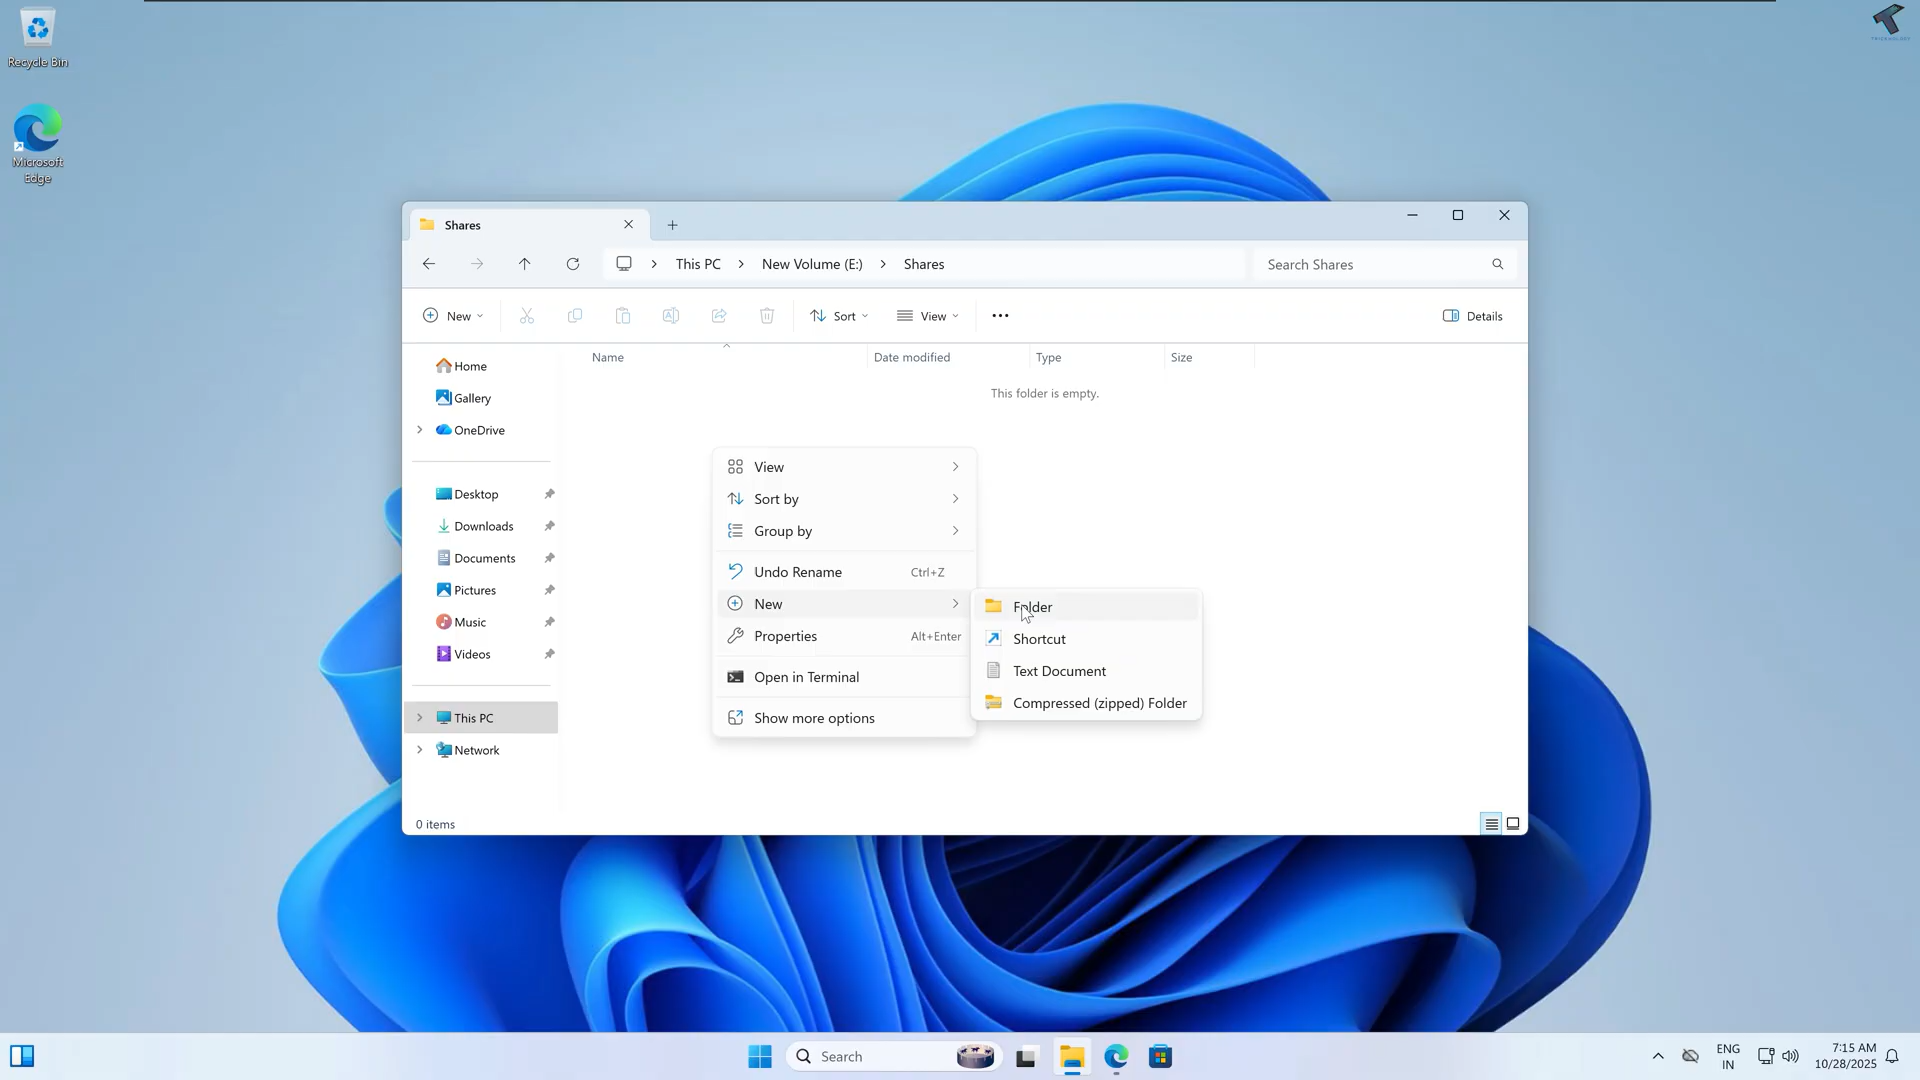 Recycle Bin
Microsoft
Edge
Shares
This PC
New Volume (E:)
Shares
Search Shares
New
Sort
View
Details
Name
Date modified
Type
Size
This folder is empty.
Home
Gallery
OneDrive
Desktop
Downloads
Documents
Pictures
Music
Videos
This PC
Network
View
Sort by
Group by
Undo Rename Ctrl+Z
New
Properties Alt+Enter
Open in Terminal
Show more options
Folder
Shortcut
Text Document
Compressed (zipped) Folder
0 items
Search
ENG
IN
7:15 AM
10/28/2025